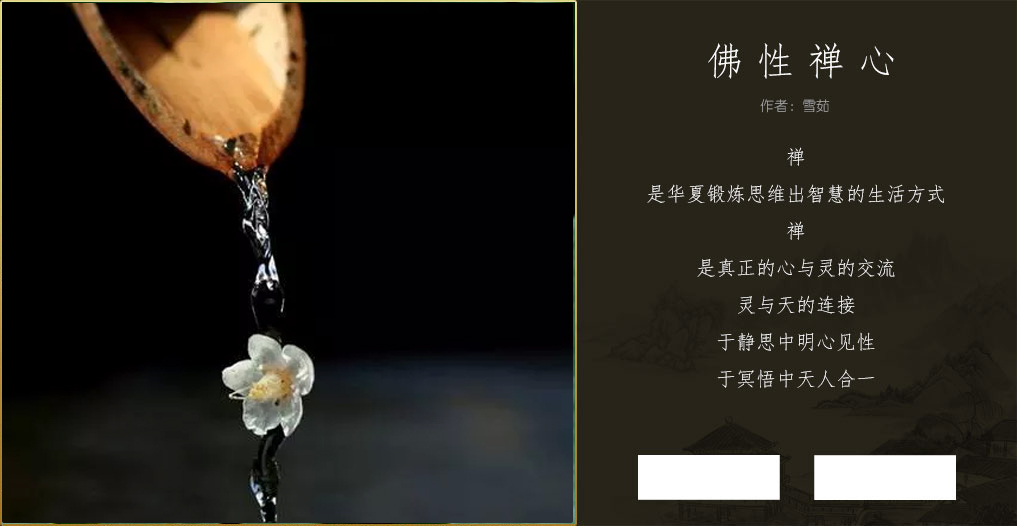 佛性禅心
作者：雪茹
禅
是华夏锻炼思维出智慧的生活方式
禅
是真正的心与灵的交流
灵与天的连接
于静思中明心见性
于冥悟中天人合一